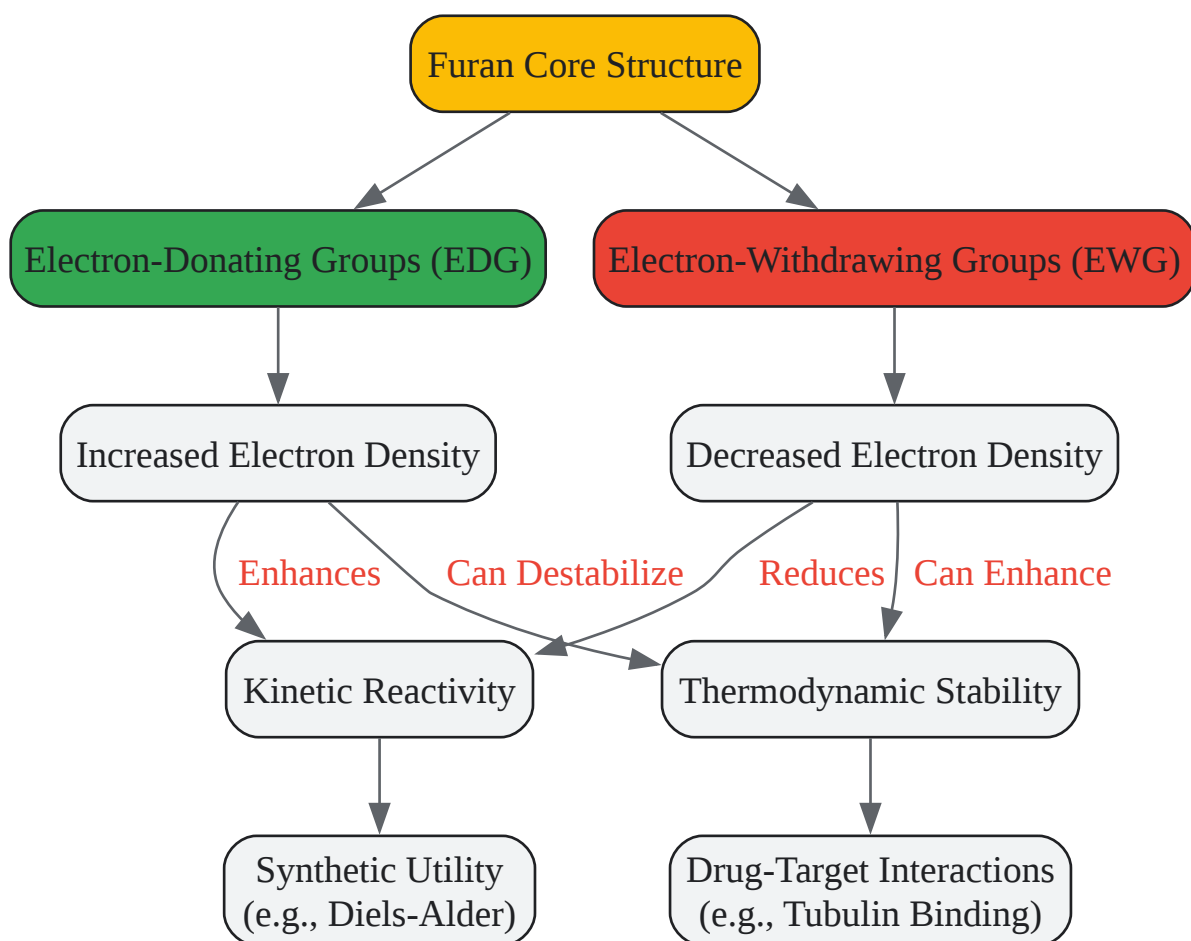 Furan Core Structure
Electron-Donating Groups (EDG)
Electron-Withdrawing Groups (EWG)
Increased Electron Density
Decreased Electron Density
Enhances
Can Destabilize
Reduces
Can Enhance
Kinetic Reactivity
Thermodynamic Stability
Synthetic Utility
(e.g., Diels-Alder)
Drug-Target Interactions
(e.g., Tubulin Binding)